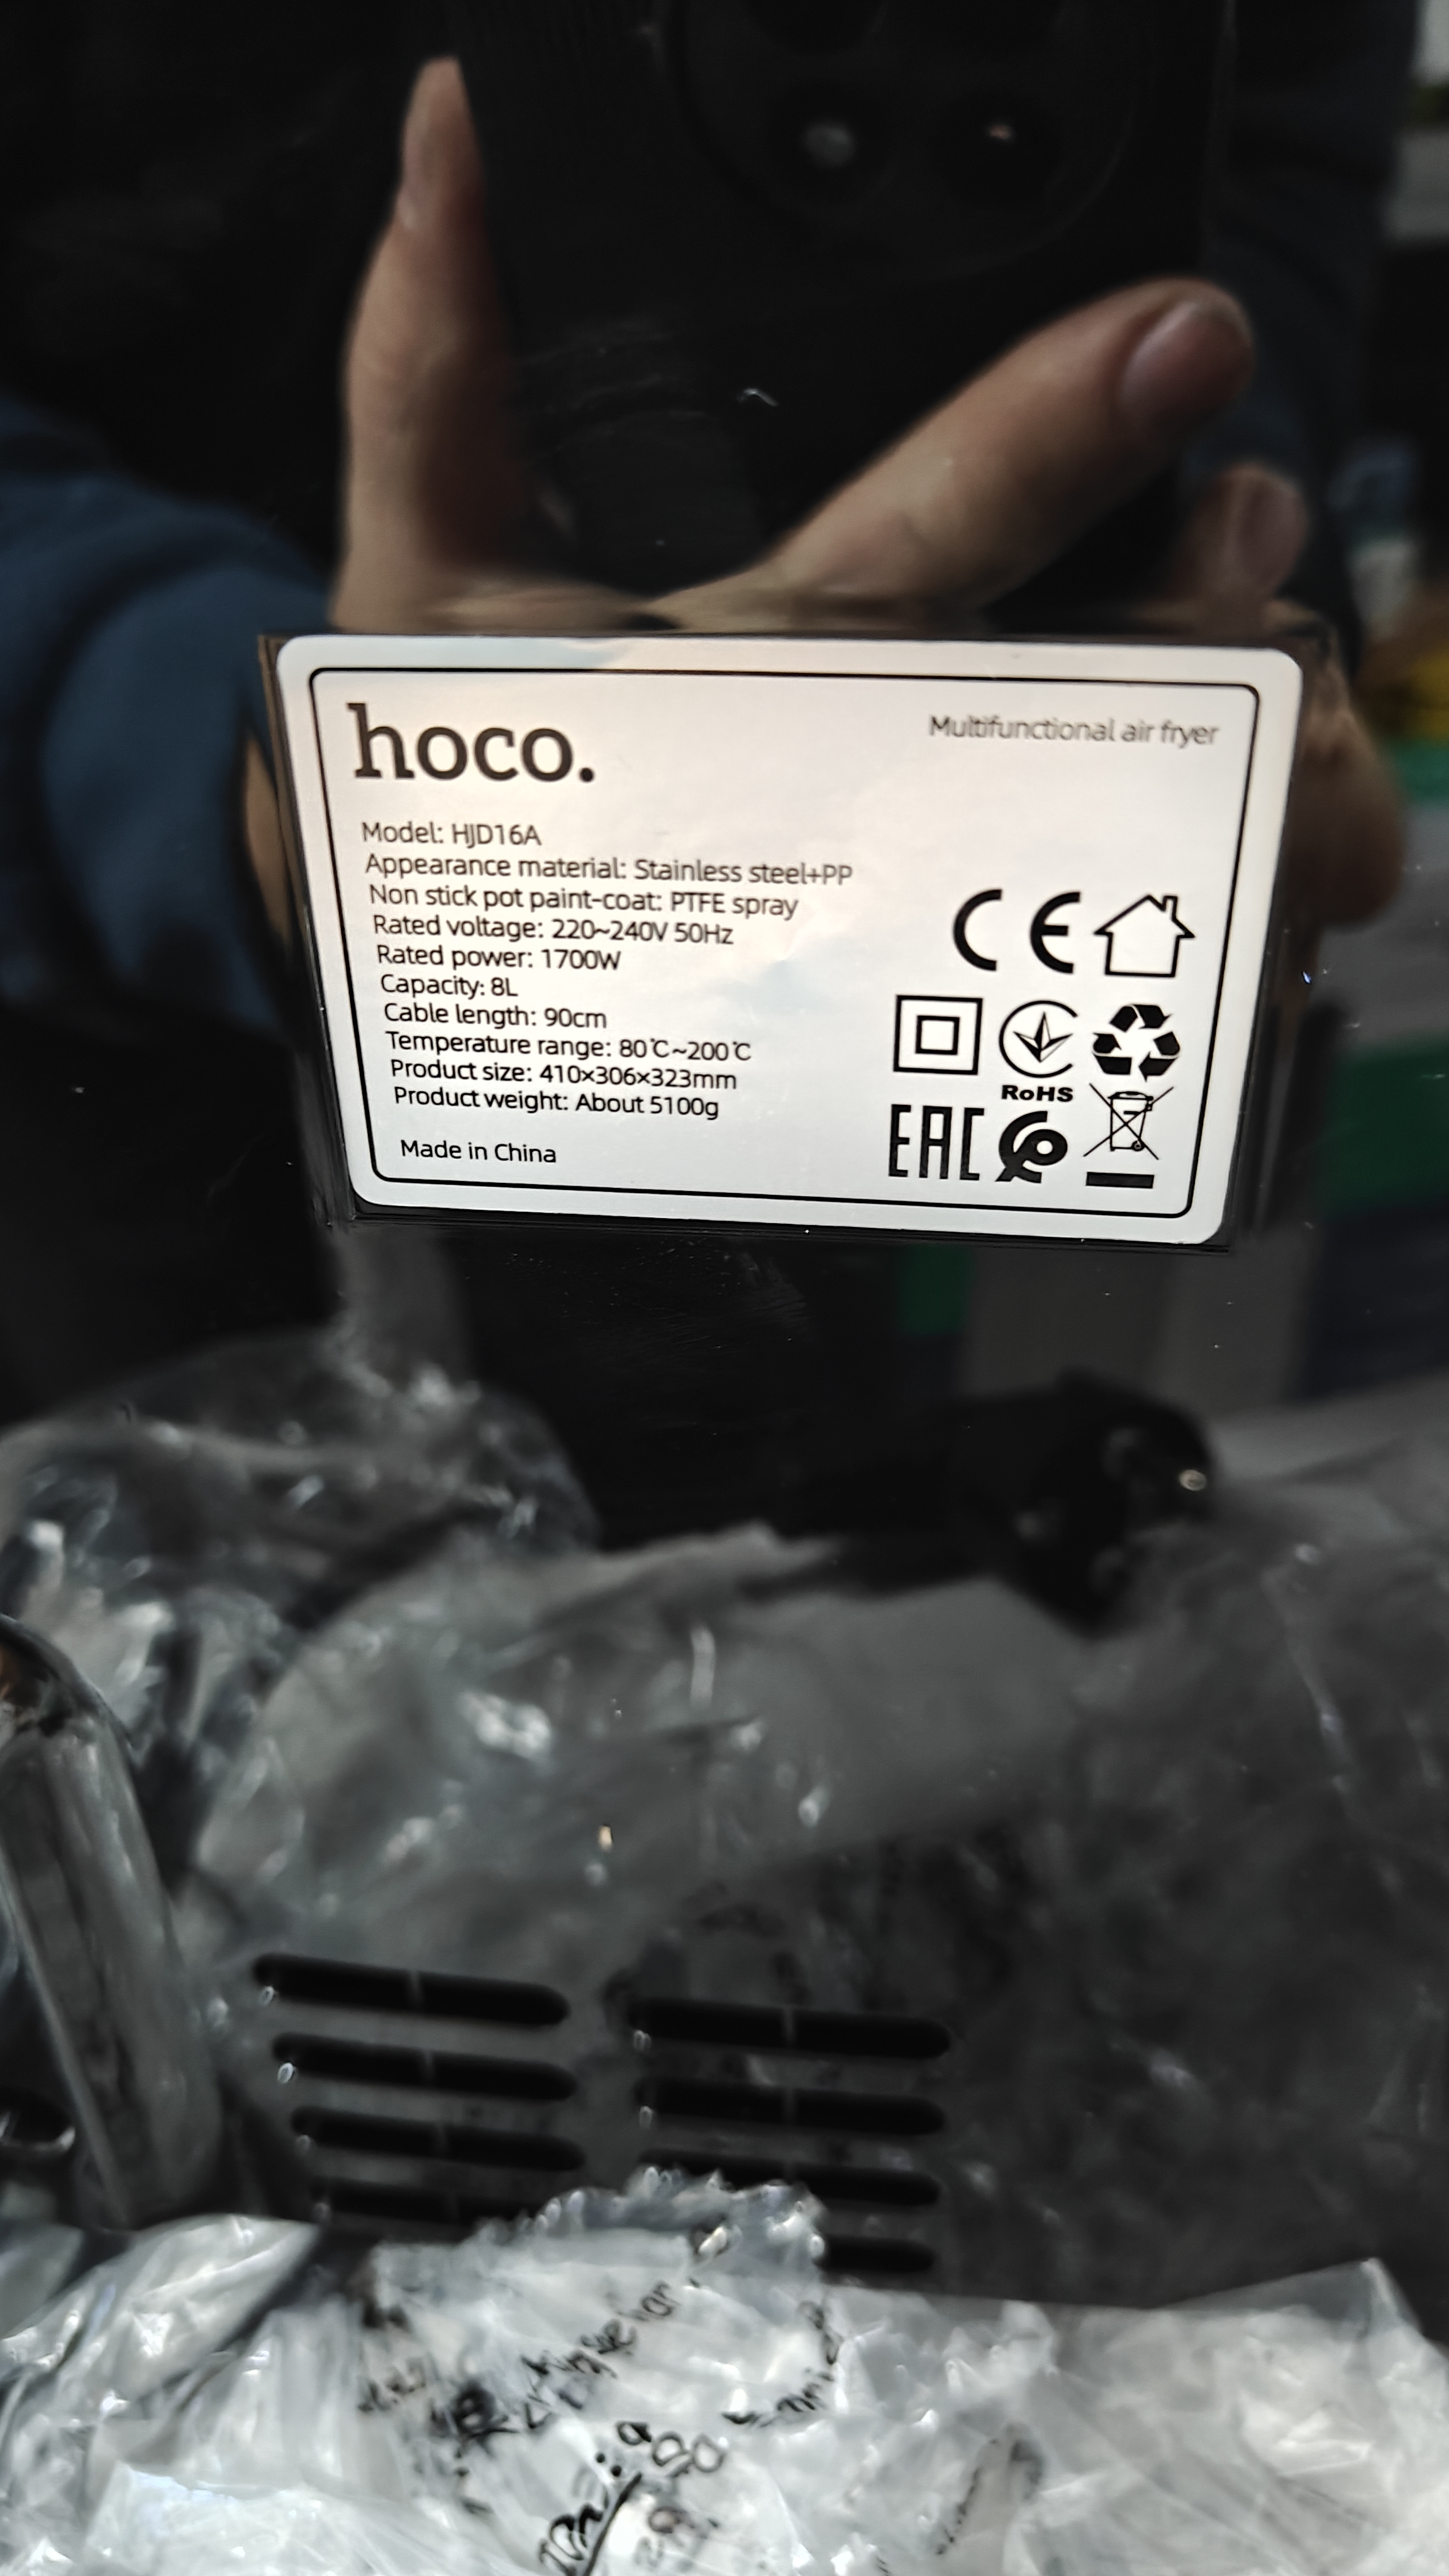 hoco.
Multifunctional air fryer
Model: HJD16A
Appearance material: Stainless steel+PP
Non stick pot paint-coat: PTFE spray
Rated voltage: 220~240V 50Hz
Rated power: 1700W
Capacity: 8L
Cable length: 90cm
Temperature range: 80℃~200℃
Product size: 410×306×323mm
Product weight: About 5100g
Made in China
CE
RoHS
EAC